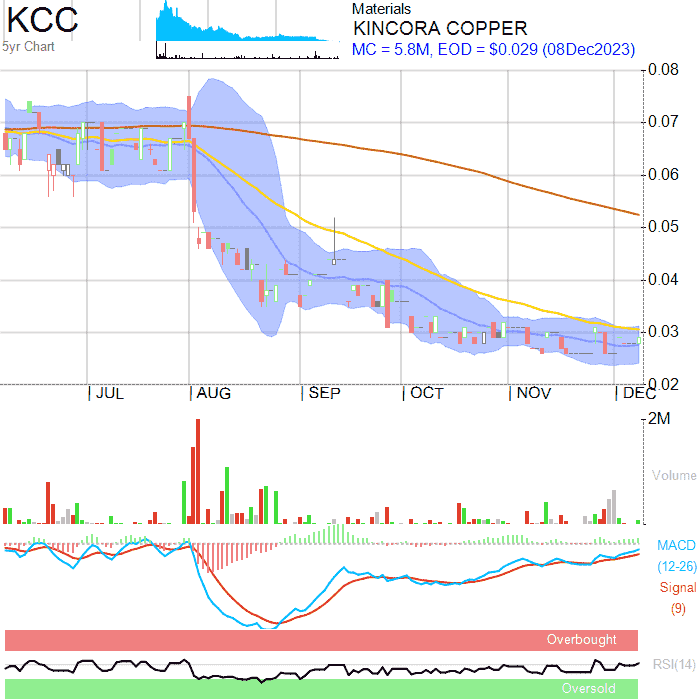 KCC
5yr Chart
Materials
KINCORA COPPER
MC = 5.8M, EOD = $0.029 (08Dec2023)
0.08
0.07
0.06
0.05
0.04
0.03
0.02
JUL
AUG
SEP
OCT
NOV
DEC
2M
Volume
MACD
(12-26)
Signal
(9)
Overbought
RSI(14)
Oversold